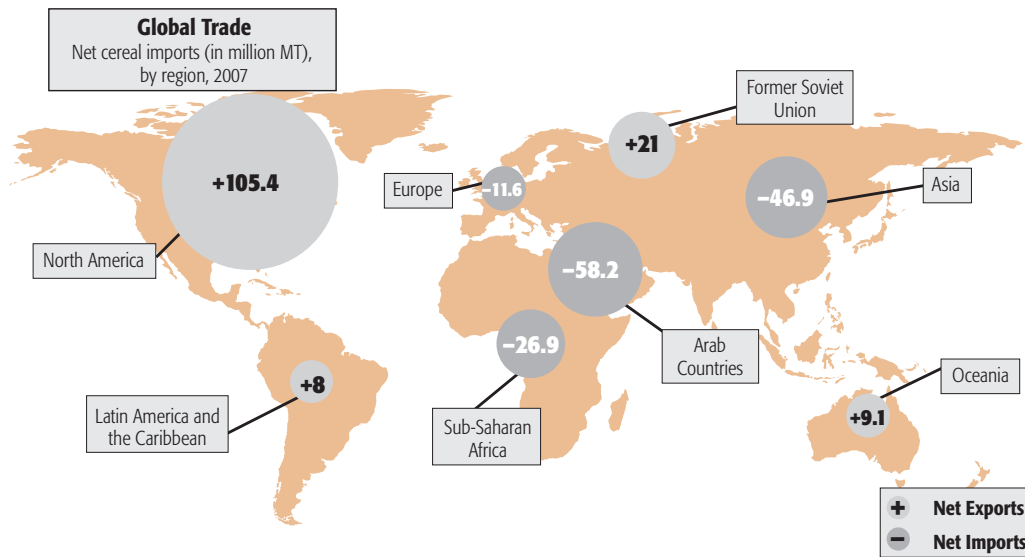 Global Trade
Net cereal imports (in million MT),
by region, 2007
Former Soviet
Union
+21
+105.4
Europe
−11.6
−46.9
Asia
North America
−58.2
−26.9
Arab
Countries
Oceania
+8
+9.1
Latin America and
the Caribbean
Sub-Saharan
Africa
+ Net Exports
− Net Imports